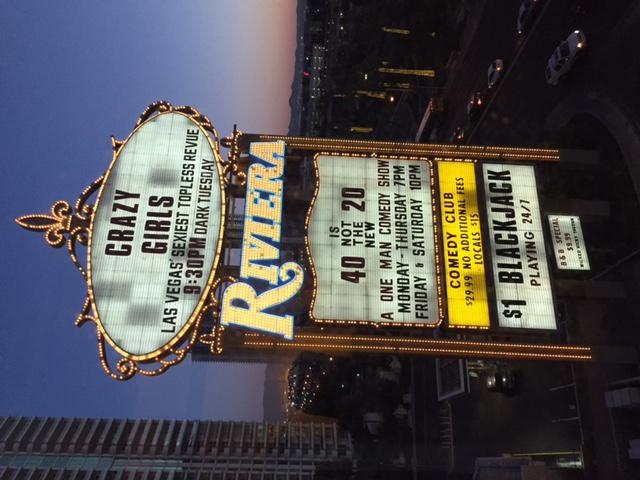 CRAZY
GIRLS
LAS VEGAS' SEXIEST TOPLESS REVUE
9:30PM DARK TUESDAY
RIVIERA
IS
40 NOT THE NEW 20
A ONE MAN COMEDY SHOW
MONDAY-THURSDAY 7PM
FRIDAY & SATURDAY 10PM
COMEDY CLUB
$29.99 NO ADDITIONAL FEES
LOCALS $15
$1 BLACKJACK
PLAYING 24/7
B & B SPECIAL
$9.99